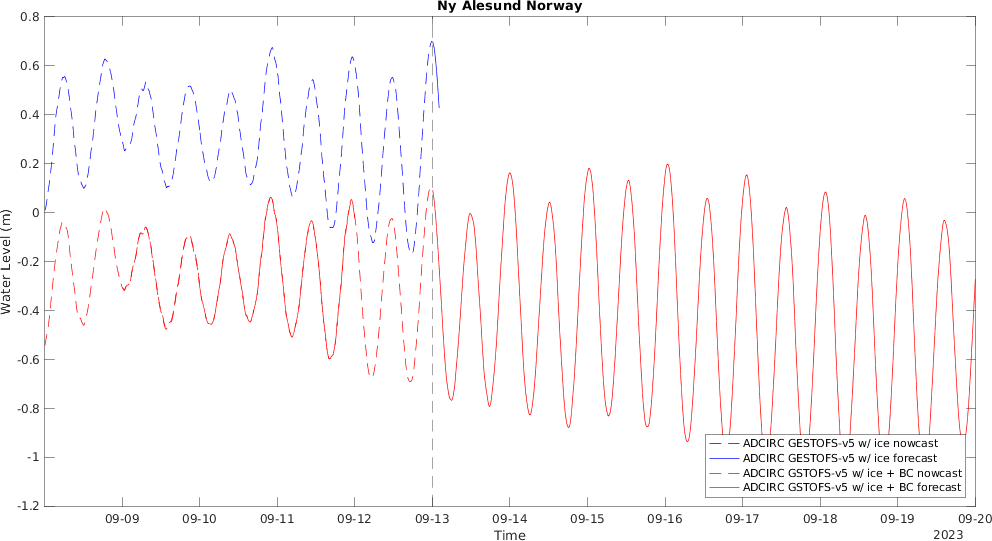 Ny Alesund Norway
0.8
0.6
0.4
0.2
0
-0.2
-0.4
-0.6
-0.8
-1
-1.2
Water Level (m)
ADCIRC GESTOFS-v5 w/ ice nowcast
ADCIRC GESTOFS-v5 w/ ice forecast
ADCIRC GSTOFS-v5 w/ ice + BC nowcast
ADCIRC GSTOFS-v5 w/ ice + BC forecast
09-09 09-10 09-11 09-12 09-13 09-14 09-15 09-16 09-17 09-18 09-19 09-20
Time
2023